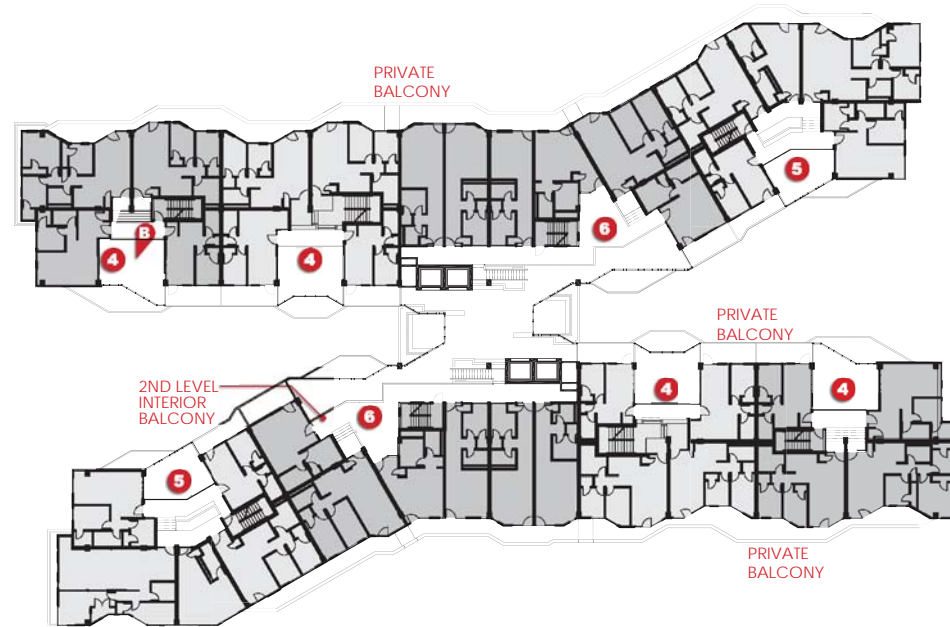 PRIVATE
BALCONY
5
6
B
4
4
PRIVATE
BALCONY
2ND LEVEL
INTERIOR
BALCONY
4
4
6
5
PRIVATE
BALCONY